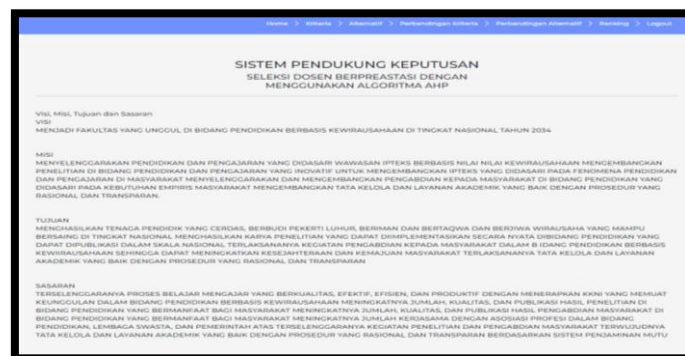 Home > Kriteria > Alternatif > Perbandingan Kriteria > Perbandingan Alternatif > Ranking > Logout
SISTEM PENDUKUNG KEPUTUSAN
SELEKSI DOSEN BERPREASTASI DENGAN
MENGGUNAKAN ALGORITMA AHP
Visi, Misi, Tujuan dan Sasaran
VISI
MENJADI FAKULTAS YANG UNGGUL DI BIDANG PENDIDIKAN BERBASIS KEWIRAUSAHAAN DI TINGKAT NASIONAL TAHUN 2034
MISI
MENYELENGGARAKAN PENDIDIKAN DAN PENGAJARAN YANG DIDASARI WAWASAN IPTEKS BERBASIS NILAI NILAI KEWIRAUSAHAAN MENGEMBANGKAN
PENELITIAN DI BIDANG PENDIDIKAN DAN PENGAJARAN YANG INOVATIF UNTUK MENGEMBANGKAN IPTEKS YANG DIDASARI PADA FENOMENA PENDIDIKAN
DAN PENGAJARAN DI MASYARAKAT MENYELENGGARAKAN DAN MENGEMBANGKAN PENGABDIAN KEPADA MASYARAKAT DI BIDANG PENDIDIKAN YANG
DIDASARI PADA KEBUTUHAN EMPIRIS MASYARAKAT MENGEMBANGKAN TATA KELOLA DAN LAYANAN AKADEMIK YANG BAIK DENGAN PROSEDUR YANG
RASIONAL DAN TRANSPARAN.
TUJUAN
MENGHASILKAN TENAGA PENDIDIK YANG CERDAS, BERBUDI PEKERTI LUHUR, BERIMAN DAN BERTAQWA DAN BERJIWA WIRAUSAHA YANG MAMPU
BERSAING DI TINGKAT NASIONAL MENGHASILKAN KARYA PENELITIAN YANG DAPAT DIIMPLEMENTASIKAN SECARA NYATA DIBIDANG PENDIDIKAN YANG
DAPAT DIPUBLIKASI DALAM SKALA NASIONAL TERLAKSANANYA KEGIATAN PENGABDIAN KEPADA MASYARAKAT DALAM B IDANG PENDIDIKAN BERBASIS
KEWIRAUSAHAAN SEHINGGA DAPAT MENINGKATKAN KESEJAHTERAAN DAN KEMAJUAN MASYARAKAT TERLAKSANANYA TATA KELOLA DAN LAYANAN
AKADEMIK YANG BAIK DENGAN PROSEDUR YANG RASIONAL DAN TRANSPARAN
SASARAN
TERSELENGGARANYA PROSES BELAJAR MENGAJAR YANG BERKUALITAS, EFEKTIF, EFISIEN, DAN PRODUKTIF DENGAN MENERAPKAN KKNI YANG MEMUAT
KEUNGGULAN DALAM BIDANG PENDIDIKAN BERBASIS KEWIRAUSAHAAN MENINGKATNYA JUMLAH, KUALITAS, DAN PUBLIKASI HASIL PENELITIAN DI
BIDANG PENDIDIKAN YANG BERMANFAAT BAGI MASYARAKAT MENINGKATNYA JUMLAH, KUALITAS, DAN PUBLIKASI HASIL PENGABDIAN MASYARAKAT DI
BIDANG PENDIDIKAN YANG BERMANFAAT BAGI MASYARAKAT MENINGKATNYA JUMLAH KERJASAMA DENGAN ASOSIASI PROFESI DALAM BIDANG
PENDIDIKAN, LEMBAGA SWASTA, DAN PEMERINTAH ATAS TERSELENGGARANYA KEGIATAN PENELITIAN DAN PENGABDIAN MASYARAKAT TERWUJUDNYA
TATA KELOLA DAN LAYANAN AKADEMIK YANG BAIK DENGAN PROSEDUR YANG RASIONAL DAN TRANSPARAN BERDASARKAN SISTEM PENJAMINAN MUTU